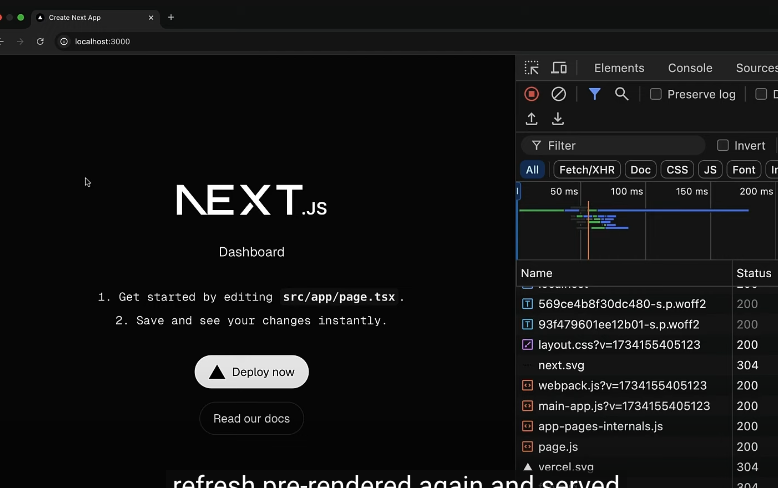 Create Next App
localhost:3000
Elements Console Sources
Preserve log
Filter Invert
All Fetch/XHR Doc CSS JS Font
50 ms 100 ms 150 ms 200 ms
Name Status
localhost 200
569ce4b8f30dc480-s.p.woff2 200
93f479601ee12b01-s.p.woff2 200
layout.css?v=1734155405123 200
next.svg 304
webpack.js?v=1734155405123 200
main-app.js?v=1734155405123 200
app-pages-internals.js 200
page.js 200
vercel.svg 304
304
NEXT.JS
Dashboard
1. Get started by editing src/app/page.tsx.
2. Save and see your changes instantly.
Deploy now
Read our docs
refresh pre-rendered again and served